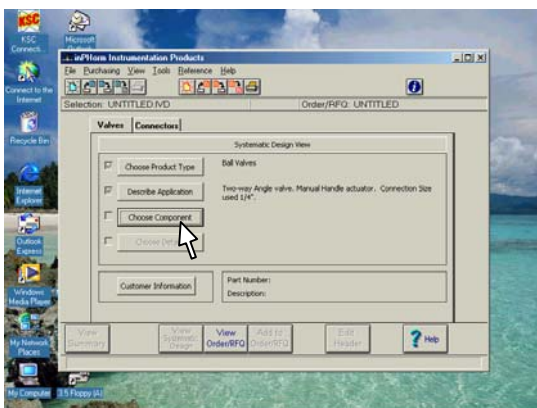 KSC
Connecti...
Microsoft
Outlook
Connect to the
Internet
Recycle Bin
Internet
Explorer
Outlook
Express
Windows
Media Player
My Network
Places
My Computer
3.5 Floppy (A)
inPHorm Instrumentation Products
File Purchasing View Tools Reference Help
Selection: UNTITLED.IVD
Order/RFQ: UNTITLED
Valves Connectors
Systematic Design View
Choose Product Type
Ball Valves
Describe Application
Two-way Angle valve. Manual Handle actuator. Connection Size
used 1/4".
Choose Component
Choose
Customer Information
Part Number:
Description:
View
Summary
View
Systematic
Design
View
Order/RFQ
Add to
Order/RFQ
Edit
Header
Help